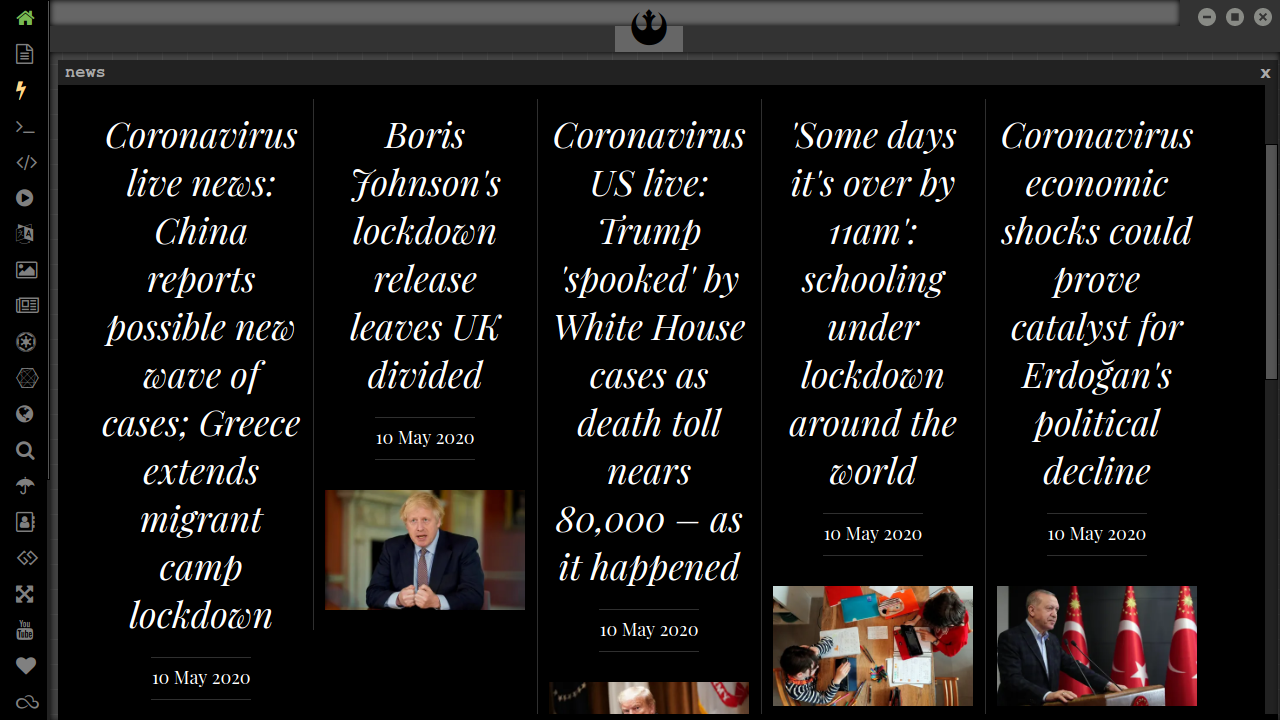 news
x
Coronavirus
live news:
China
reports
possible new
wave of
cases; Greece
extends
migrant
camp
lockdown
10 May 2020
Boris
Johnson's
lockdown
release
leaves UK
divided
10 May 2020
Coronavirus
US live:
Trump
'spooked' by
White House
cases as
death toll
nears
80,000 – as
it happened
10 May 2020
'Some days
it's over by
11am':
schooling
under
lockdown
around the
world
10 May 2020
Coronavirus
economic
shocks could
prove
catalyst for
Erdoğan's
political
decline
10 May 2020
You
Tube